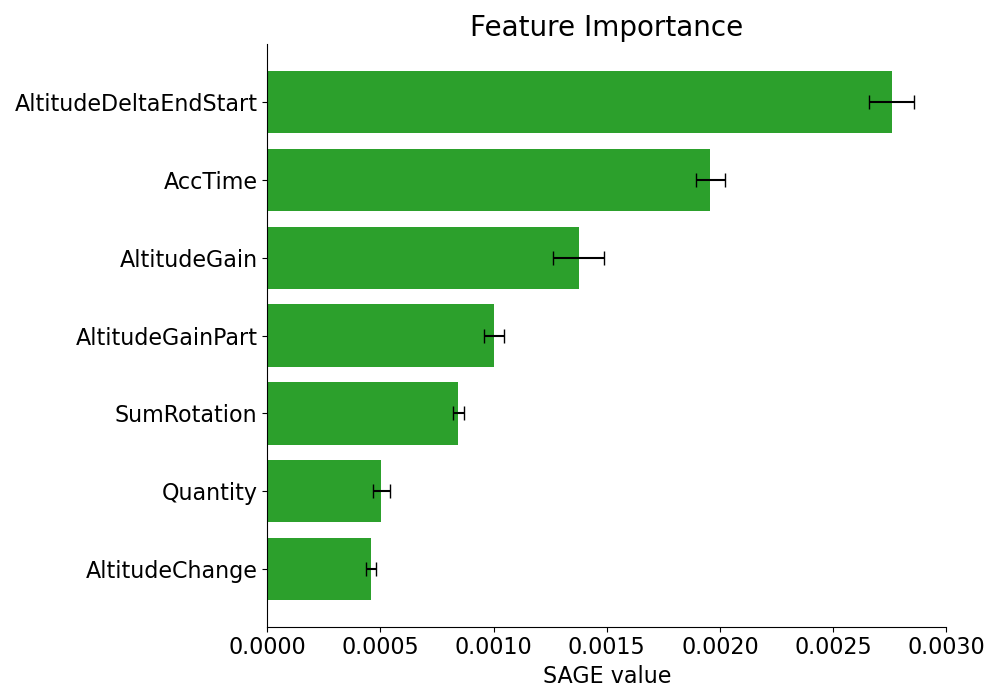 Feature Importance
AltitudeDeltaEndStart
AccTime
AltitudeGain
AltitudeGainPart
SumRotation
Quantity
AltitudeChange
0.0000 0.0005 0.0010 0.0015 0.0020 0.0025 0.0030
SAGE value